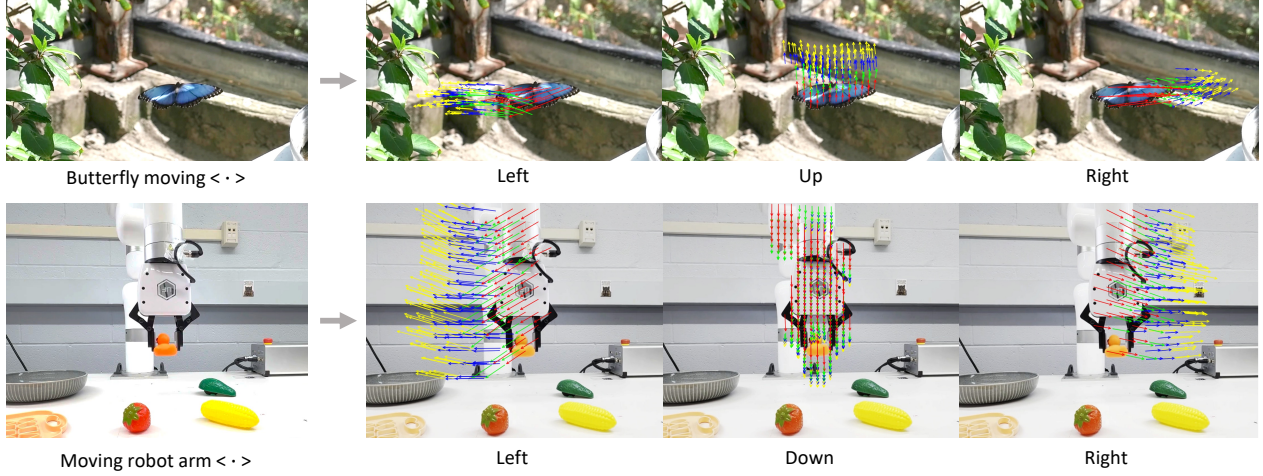 Butterfly moving < · >
Left
Up
Right
Moving robot arm < · >
Left
Down
Right